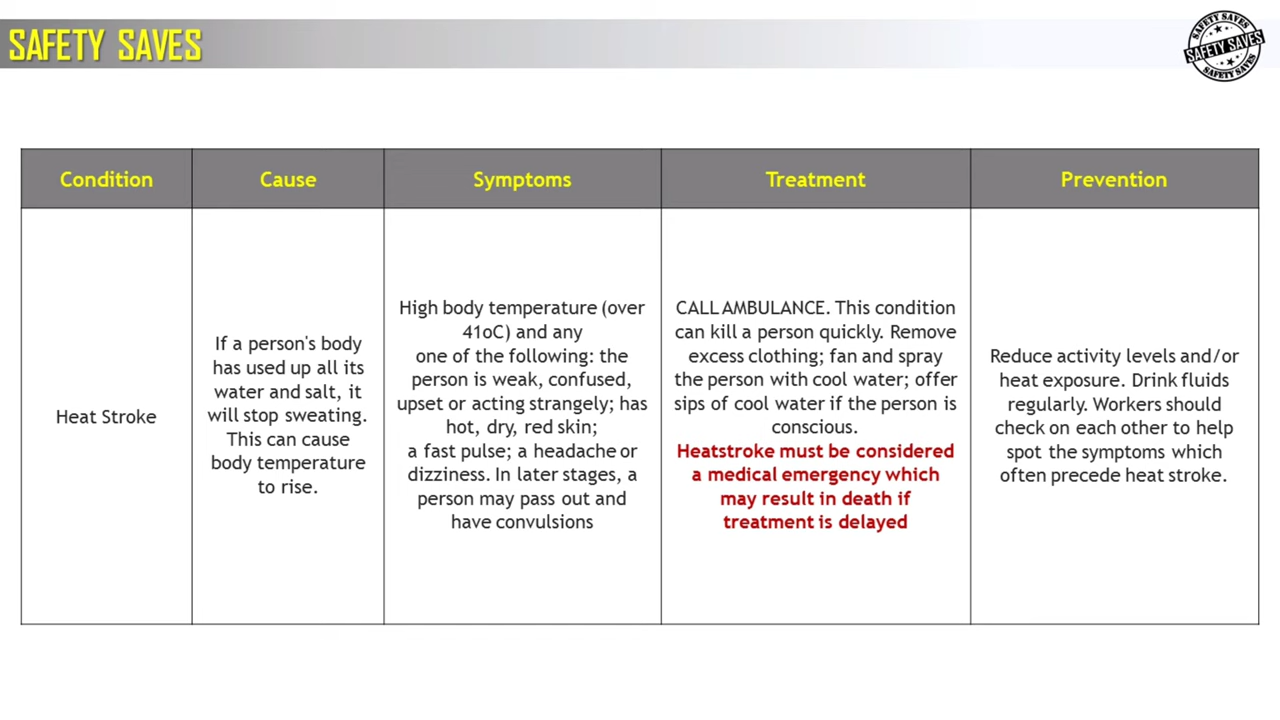 SAFETY SAVES
SAFETY SAVES
SAFETY SAVES
SAFETY SAVES
Condition
Cause
Symptoms
Treatment
Prevention
Heat Stroke
If a person's body
has used up all its
water and salt, it
will stop sweating.
This can cause
body temperature
to rise.
High body temperature (over
41oC) and any
one of the following: the
person is weak, confused,
upset or acting strangely; has
hot, dry, red skin;
a fast pulse; a headache or
dizziness. In later stages, a
person may pass out and
have convulsions
CALL AMBULANCE. This condition
can kill a person quickly. Remove
excess clothing; fan and spray
the person with cool water; offer
sips of cool water if the person is
conscious.
Heatstroke must be considered
a medical emergency which
may result in death if
treatment is delayed
Reduce activity levels and/or
heat exposure. Drink fluids
regularly. Workers should
check on each other to help
spot the symptoms which
often precede heat stroke.